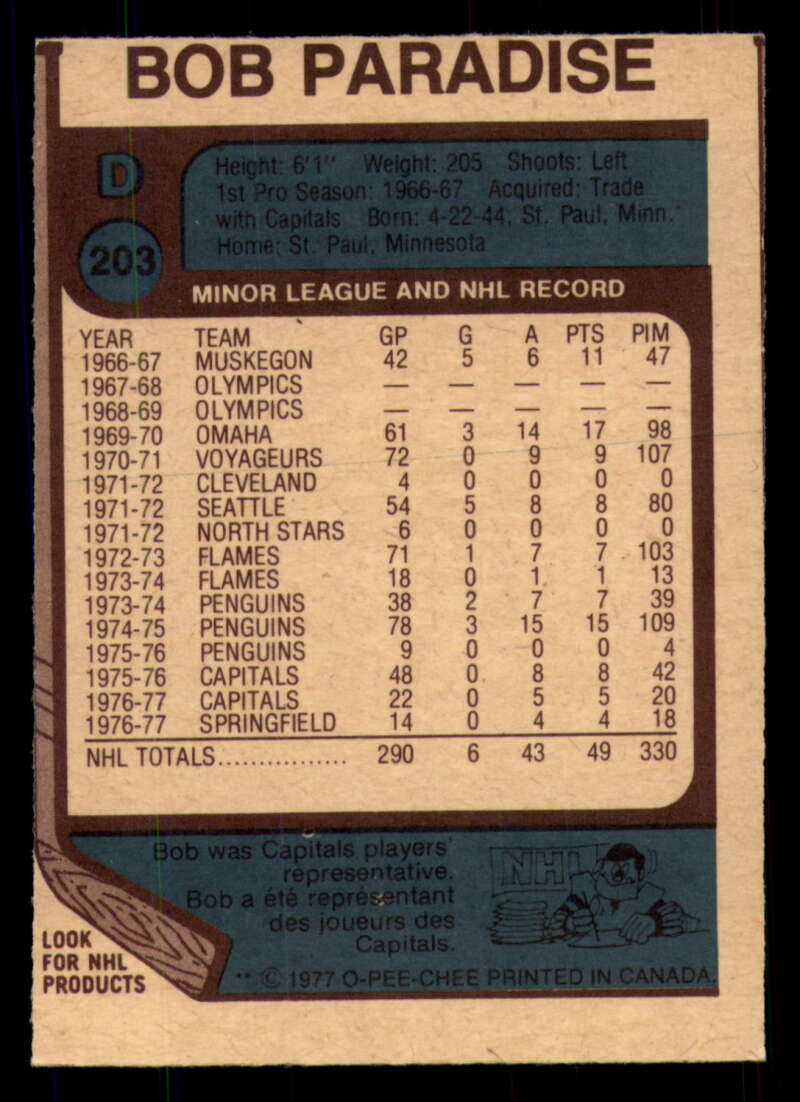 BOB PARADISE
D
203
Height: 6'1" Weight: 205 Shoots: Left
1st Pro Season: 1966-67 Acquired: Trade
with Capitals Born: 4-22-44, St. Paul, Minn.
Home: St. Paul, Minnesota
MINOR LEAGUE AND NHL RECORD
YEAR TEAM GP G A PTS PIM
1966-67 MUSKEGON 42 5 6 11 47
1967-68 OLYMPICS — — — — —
1968-69 OLYMPICS — — — — —
1969-70 OMAHA 61 3 14 17 98
1970-71 VOYAGEURS 72 0 9 9 107
1971-72 CLEVELAND 4 0 0 0 0
1971-72 SEATTLE 54 5 8 8 80
1971-72 NORTH STARS 6 0 0 0 0
1972-73 FLAMES 71 1 7 7 103
1973-74 FLAMES 18 0 1 1 13
1973-74 PENGUINS 38 2 7 7 39
1974-75 PENGUINS 78 3 15 15 109
1975-76 PENGUINS 9 0 0 0 4
1975-76 CAPITALS 48 0 8 8 42
1976-77 CAPITALS 22 0 5 5 20
1976-77 SPRINGFIELD 14 0 4 4 18
NHL TOTALS................ 290 6 43 49 330
Bob was Capitals players'
representative.
Bob a été représentant
des joueurs des
Capitals.
NHL
LOOK
FOR NHL
PRODUCTS
** © 1977 O-PEE-CHEE PRINTED IN CANADA.